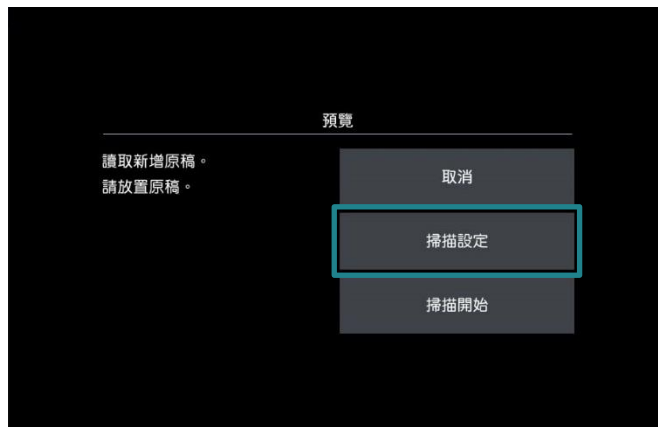 預覽
讀取新增原稿。
請放置原稿。
取消
掃描設定
掃描開始